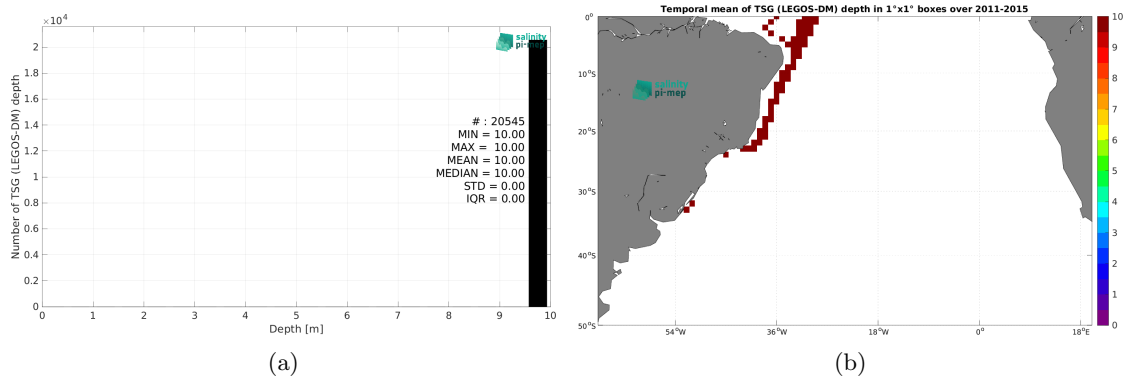 ×10⁴
2
1.8
1.6
1.4
1.2
1
0.8
0.6
0.4
0.2
0
Number of TSG (LEGOS-DM) depth
salinity
pi-mep
# : 20545
MIN = 10.00
MAX = 10.00
MEAN = 10.00
MEDIAN = 10.00
STD = 0.00
IQR = 0.00
0 1 2 3 4 5 6 7 8 9 10
Depth [m]
(a)
Temporal mean of TSG (LEGOS-DM) depth in 1°x1° boxes over 2011-2015
0°
10°S
20°S
30°S
40°S
50°S
salinity
pi-mep
54°W 36°W 18°W 0° 18°E
10
9
8
7
6
5
4
3
2
1
0
(b)